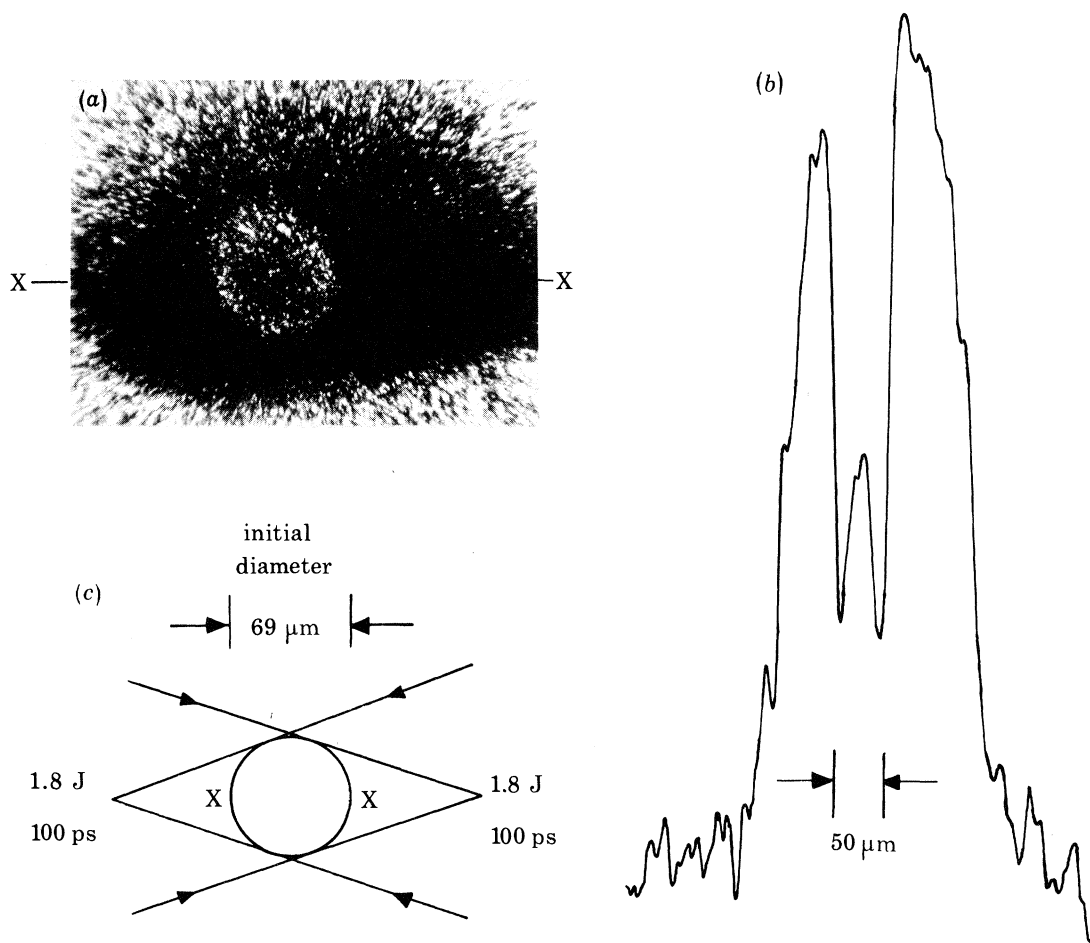 (a)
X
X
(b)
initial
diameter
(c)
69 μm
1.8 J
100 ps
X
X
1.8 J
100 ps
50 μm